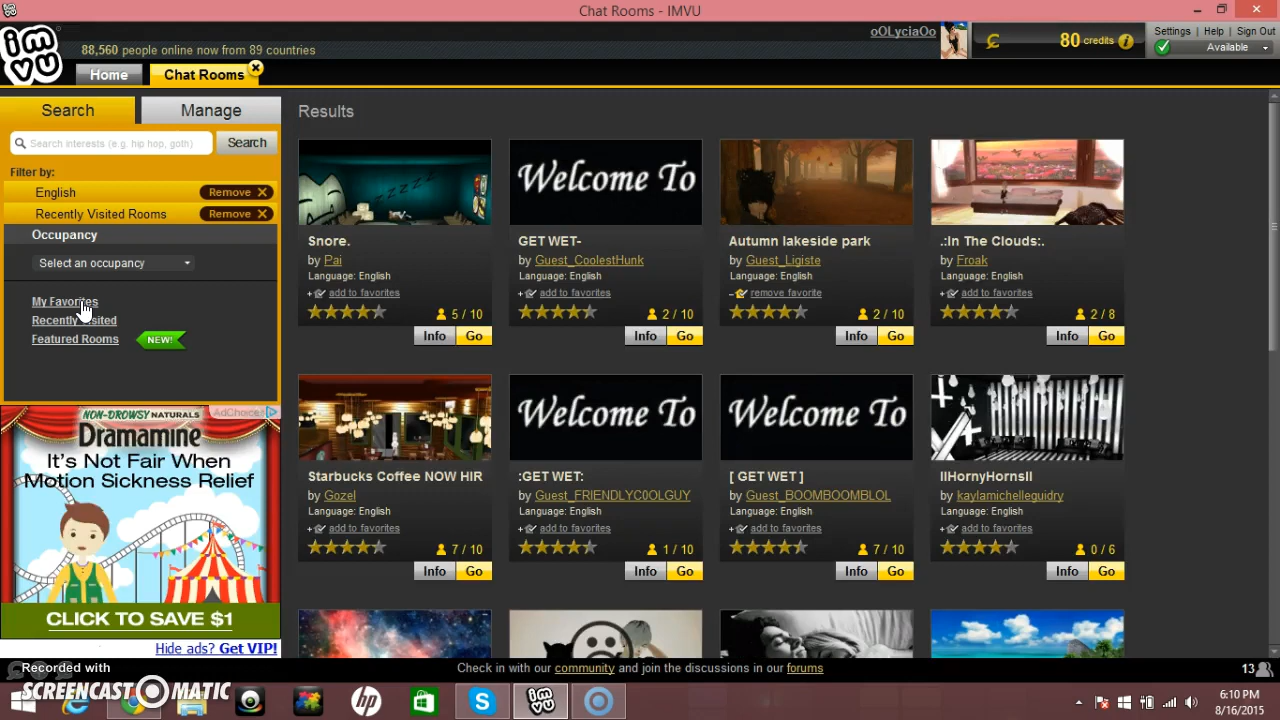 Chat Rooms - IMVU
imvu
88,560 people online now from 89 countries
oOLyciaOo
80 credits
Settings | Help | Sign Out
Available
Home
Chat Rooms
Search
Manage
Search interests (e.g. hip hop, goth)
Search
Filter by:
English
Remove
Recently Visited Rooms
Remove
Occupancy
Select an occupancy
My Favorites
Recently Visited
Featured Rooms
NEW!
NON-DROWSY NATURALS
AdChoices
Dramamine
IT'S NOT FAIR WHEN
MOTION SICKNESS RELIEF
CLICK TO SAVE $1
Hide ads? Get VIP!
Results
zzzz
Snore.
by Pai
Language: English
add to favorites
5 / 10
Info
Go
Welcome To
GET WET-
by Guest_CoolestHunk
Language: English
add to favorites
2 / 10
Info
Go
Autumn lakeside park
by Guest_Ligiste
Language: English
remove favorite
2 / 10
Info
Go
.:In The Clouds:.
by Froak
Language: English
add to favorites
2 / 8
Info
Go
Starbucks Coffee NOW HIR
by Gozel
Language: English
add to favorites
7 / 10
Info
Go
Welcome To
:GET WET:
by Guest_FRIENDLYC0OLGUY
Language: English
add to favorites
1 / 10
Info
Go
Welcome To
[ GET WET ]
by Guest_BOOMBOOMBLOL
Language: English
add to favorites
7 / 10
Info
Go
llHornyHornsll
by kaylamichelleguidry
Language: English
add to favorites
0 / 6
Info
Go
Check in with our community and join the discussions in our forums
13
Recorded with
SCREENCAST-O-MATIC
hp
imvu
6:10 PM
8/16/2015